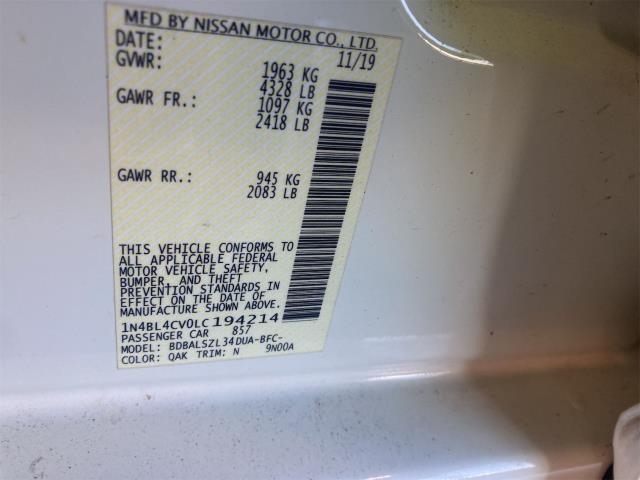 MFD BY NISSAN MOTOR CO., LTD.
DATE: 11/19
GVWR: 1963 KG
4328 LB
GAWR FR.: 1097 KG
2418 LB
GAWR RR.: 945 KG
2083 LB
THIS VEHICLE CONFORMS TO
ALL APPLICABLE FEDERAL
MOTOR VEHICLE SAFETY,
BUMPER, AND THEFT
PREVENTION STANDARDS IN
EFFECT ON THE DATE OF
MANUFACTURE SHOWN ABOVE.
1N4BL4CV0LC194214
PASSENGER CAR 857
MODEL: BDBALSZL34DUA-BFC-
COLOR: QAK TRIM: N 9N00A